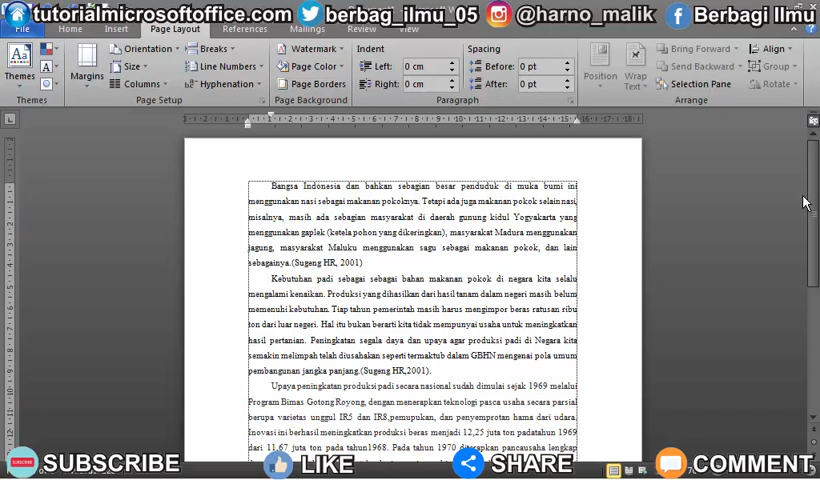 tutorialmicrosoftoffice.com berbag_ilmu_05 @harno_malik Berbagi Ilmu
File Home Insert Page Layout References Mailings Review View
Themes
Themes
Margins
Orientation
Size
Columns
Breaks
Line Numbers
Hyphenation
Page Setup
Watermark
Page Color
Page Borders
Page Background
Indent
Left: 0 cm
Right: 0 cm
Spacing
Before: 0 pt
After: 0 pt
Paragraph
Position
Wrap Text
Bring Forward
Send Backward
Selection Pane
Align
Group
Rotate
Arrange
Bangsa Indonesia dan bahkan sebagian besar penduduk di muka bumi ini
menggunakan nasi sebagai makanan pokoknya. Tetapi ada juga makanan pokok selain nasi,
misalnya, masih ada sebagian masyarakat di daerah gunung kidul Yogyakarta yang
menggunakan gaplek (ketela pohon yang dikeringkan), masyarakat Madura menggunakan
jagung, masyarakat Maluku menggunakan sagu sebagai makanan pokok, dan lain
sebagainya.(Sugeng HR, 2001)
Kebutuhan padi sebagai sebagai bahan makanan pokok di negara kita selalu
mengalami kenaikan. Produksi yang dihasilkan dari hasil tanam dalam negeri masih belum
memenuhi kebutuhan. Tiap tahun pemerintah masih harus mengimpor beras ratusan ribu
ton dari luar negeri. Hal itu bukan berarti kita tidak mempunyai usaha untuk meningkatkan
hasil pertanian. Peningkatan segala daya dan upaya agar produksi padi di Negara kita
semakin melimpah telah diusahakan seperti termaktub dalam GBHN mengenai pola umum
pembangunan jangka panjang.(Sugeng HR,2001).
Upaya peningkatan produksi padi secara nasional sudah dimulai sejak 1969 melalui
Program Bimas Gotong Royong, dengan menerapkan teknologi pasca usaha secara parsial
berupa varietas unggul IR5 dan IR8,pemupukan, dan penyemprotan hama dari udara.
Inovasi ini berhasil meningkatkan produksi beras menjadi 12,25 juta ton padatahun 1969
dari 11,67 juta ton pada tahun1968. Pada tahun 1970 diterapkan pancausaha lengkap
SUBSCRIBE LIKE SHARE COMMENT